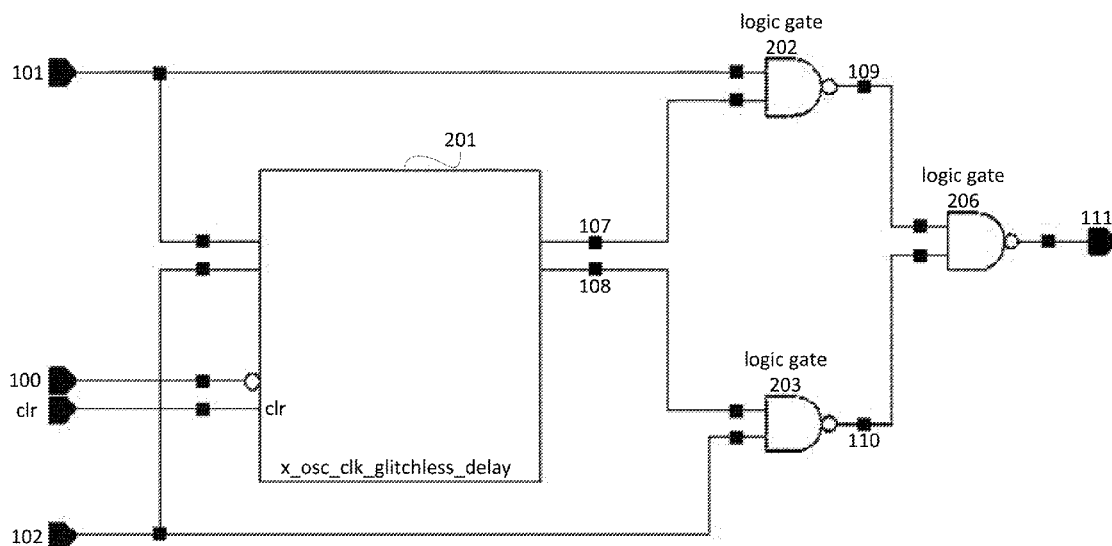 logic gate
202
101
109
201
logic gate
206
107
111
108
logic gate
203
100
clr
clr
110
x_osc_clk_glitchless_delay
102